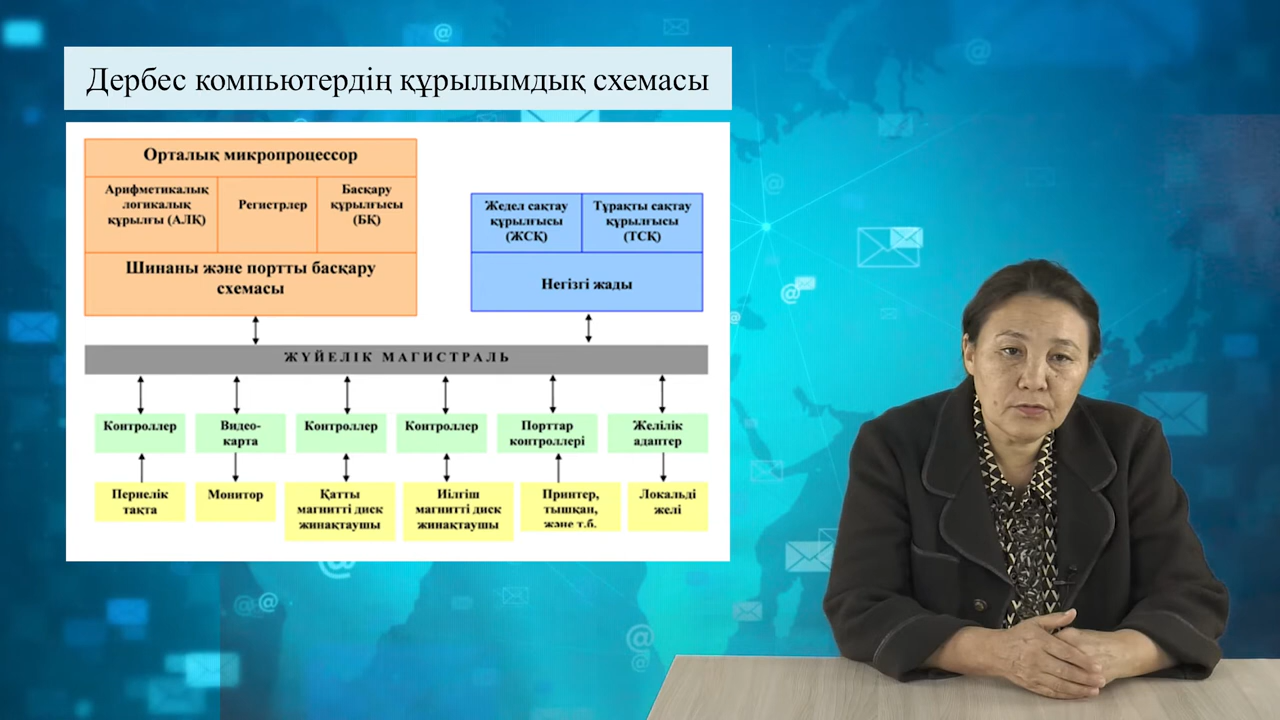 Дербес компьютердің құрылымдық схемасы
Орталық микропроцессор
Арифметикалық
логикалық
құрылғы (АЛҚ)
Регистрлер
Басқару
құрылғысы
(БҚ)
Шинаны және портты басқару
схемасы
Жедел сақтау
құрылғысы
(ЖСҚ)
Тұрақты сақтау
құрылғысы
(ТСҚ)
Негізгі жады
ЖҮЙЕЛІК МАГИСТРАЛЬ
Контроллер
Видео-
карта
Контроллер
Контроллер
Порттар
контроллері
Желілік
адаптер
Пернелік
тақта
Монитор
Қатты
магнитті диск
жинақтаушы
Иілгіш
магнитті диск
жинақтаушы
Принтер,
тышқан,
және т.б.
Локальді
желі